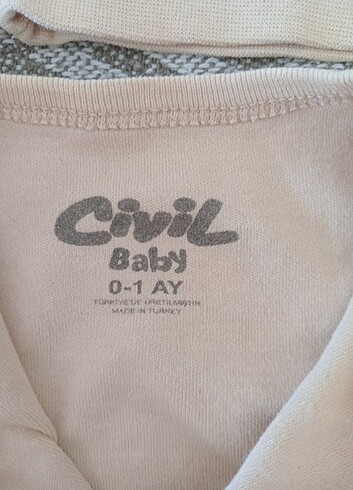 Civil
Baby
0-1 AY
TÜRKİYE'DE ÜRETİLMİŞTİR
MADE IN TURKEY